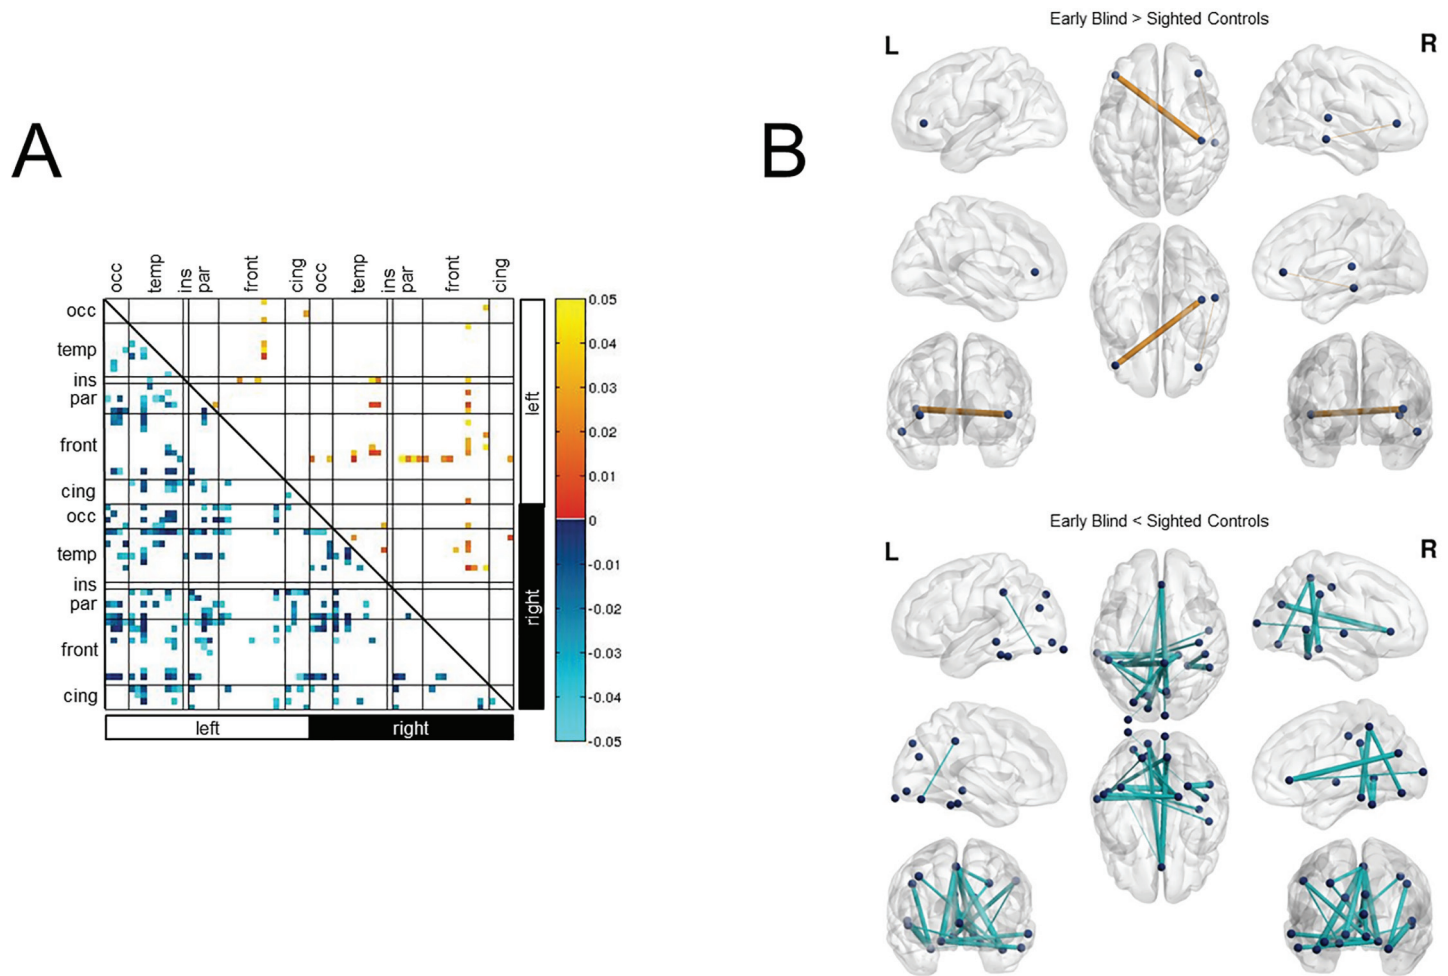 A
occ temp ins par front cing occ temp ins par front cing
occ
temp
ins
par
front
cing
occ
temp
ins
par
front
cing
left
right
left right
0.05
0.04
0.03
0.02
0.01
0
-0.01
-0.02
-0.03
-0.04
-0.05
B
Early Blind > Sighted Controls
L R
Early Blind < Sighted Controls
L R